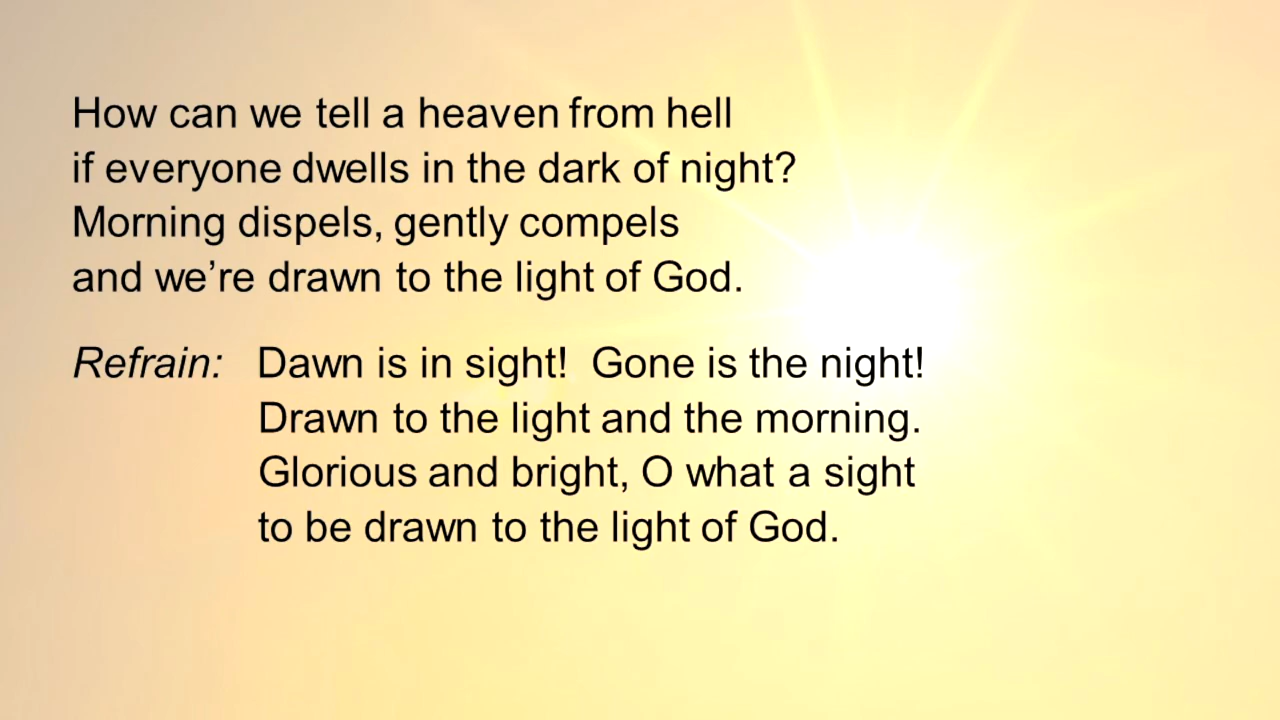 How can we tell a heaven from hell
if everyone dwells in the dark of night?
Morning dispels, gently compels
and we’re drawn to the light of God.
Refrain: Dawn is in sight! Gone is the night!
Drawn to the light and the morning.
Glorious and bright, O what a sight
to be drawn to the light of God.